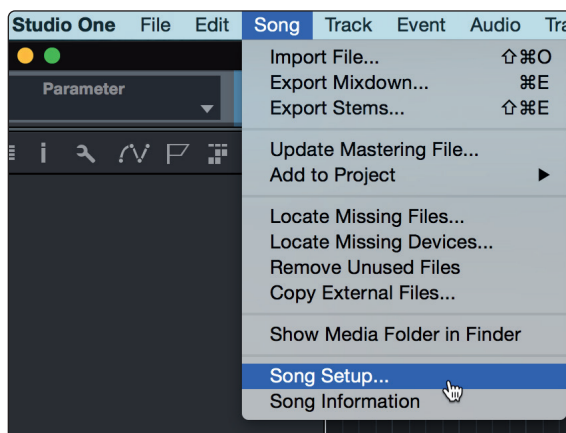 Studio One File Edit Song Track Event Audio
Import File... ⇧⌘O
Export Mixdown... ⌘E
Export Stems... ⇧⌘E
Parameter
Update Mastering File...
Add to Project
Locate Missing Files...
Locate Missing Devices...
Remove Unused Files
Copy External Files...
Show Media Folder in Finder
Song Setup...
Song Information